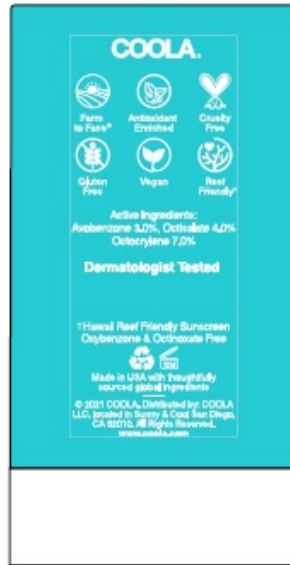 COOLA.
Farm to Face®
Antioxidant Enriched
Cruelty Free
Gluten Free
Vegan
Reef Friendly†
Active Ingredients:
Avobenzone 3.0%, Octisalate 4.0%
Octocrylene 7.0%
Dermatologist Tested
†Hawaii Reef Friendly Sunscreen
Oxybenzone & Octinoxate Free
12M
Made in USA with thoughtfully
sourced global ingredients
© 2021 COOLA, Distributed by: COOLA
LLC, located in Sunny & Cool San Diego,
CA 92010. All Rights Reserved.
www.coola.com